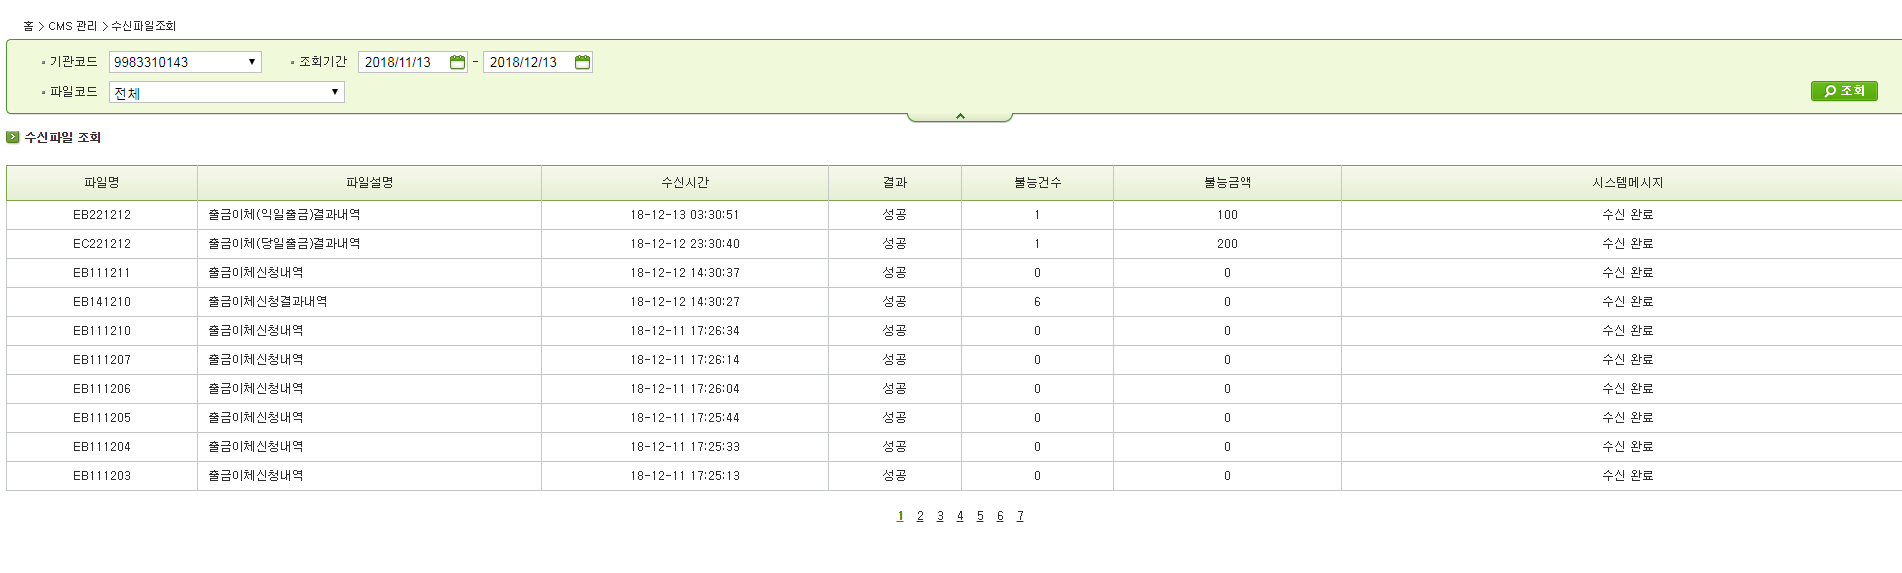 홈 > CMS 관리 > 수신파일조회
기관코드 9983310143 조회기간 2018/11/13 - 2018/12/13
파일코드 전체 조회
수신파일 조회
파일명 파일설명 수신시간 결과 불능건수 불능금액 시스템메시지
EB221212 출금이체(익일출금)결과내역 18-12-13 03:30:51 성공 1 100 수신 완료
EC221212 출금이체(당일출금)결과내역 18-12-12 23:30:40 성공 1 200 수신 완료
EB111211 출금이체신청내역 18-12-12 14:30:37 성공 0 0 수신 완료
EB141210 출금이체신청결과내역 18-12-12 14:30:27 성공 6 0 수신 완료
EB111210 출금이체신청내역 18-12-11 17:26:34 성공 0 0 수신 완료
EB111207 출금이체신청내역 18-12-11 17:26:14 성공 0 0 수신 완료
EB111206 출금이체신청내역 18-12-11 17:26:04 성공 0 0 수신 완료
EB111205 출금이체신청내역 18-12-11 17:25:44 성공 0 0 수신 완료
EB111204 출금이체신청내역 18-12-11 17:25:33 성공 0 0 수신 완료
EB111203 출금이체신청내역 18-12-11 17:25:13 성공 0 0 수신 완료
1 2 3 4 5 6 7